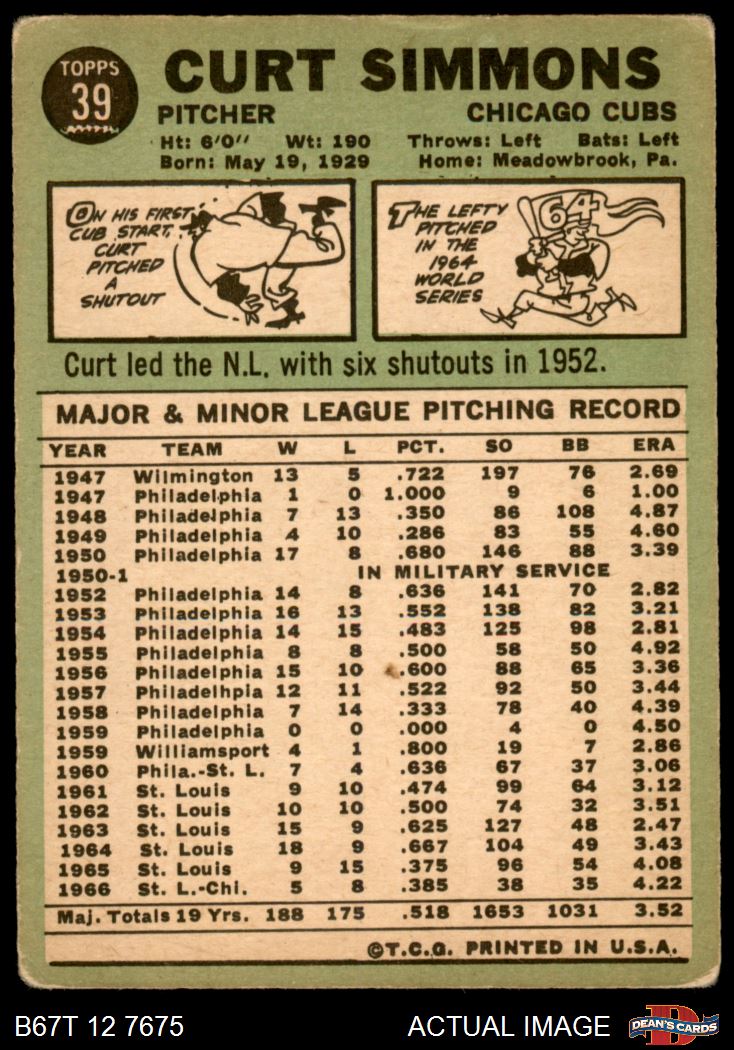 TOPPS
39
CURT SIMMONS
PITCHER CHICAGO CUBS
Ht: 6'0" Wt: 190 Throws: Left Bats: Left
Born: May 19, 1929 Home: Meadowbrook, Pa.
ON HIS FIRST
CUB START
CURT
PITCHED
A
SHUTOUT
THE LEFTY
PITCHED
IN THE
1964
WORLD
SERIES
64
Curt led the N.L. with six shutouts in 1952.
MAJOR & MINOR LEAGUE PITCHING RECORD
YEAR TEAM W L PCT. SO BB ERA
1947 Wilmington 13 5 .722 197 76 2.69
1947 Philadelphia 1 0 1.000 9 6 1.00
1948 Philadelphia 7 13 .350 86 108 4.87
1949 Philadelphia 4 10 .286 83 55 4.60
1950 Philadelphia 17 8 .680 146 88 3.39
1950-1 IN MILITARY SERVICE
1952 Philadelphia 14 8 .636 141 70 2.82
1953 Philadelphia 16 13 .552 138 82 3.21
1954 Philadelphia 14 15 .483 125 98 2.81
1955 Philadelphia 8 8 .500 58 50 4.92
1956 Philadelphia 15 10 .600 88 65 3.36
1957 Philadelhpia 12 11 .522 92 50 3.44
1958 Philadelphia 7 14 .333 78 40 4.39
1959 Philadelphia 0 0 .000 4 0 4.50
1959 Williamsport 4 1 .800 19 7 2.86
1960 Phila.-St. L. 7 4 .636 67 37 3.06
1961 St. Louis 9 10 .474 99 64 3.12
1962 St. Louis 10 10 .500 74 32 3.51
1963 St. Louis 15 9 .625 127 48 2.47
1964 St. Louis 18 9 .667 104 49 3.43
1965 St. Louis 9 15 .375 96 54 4.08
1966 St. L.-Chi. 5 8 .385 38 35 4.22
Maj. Totals 19 Yrs. 188 175 .518 1653 1031 3.52
©T.C.G. PRINTED IN U.S.A.
B67T 12 7675 ACTUAL IMAGE
D
DEAN'S CARDS